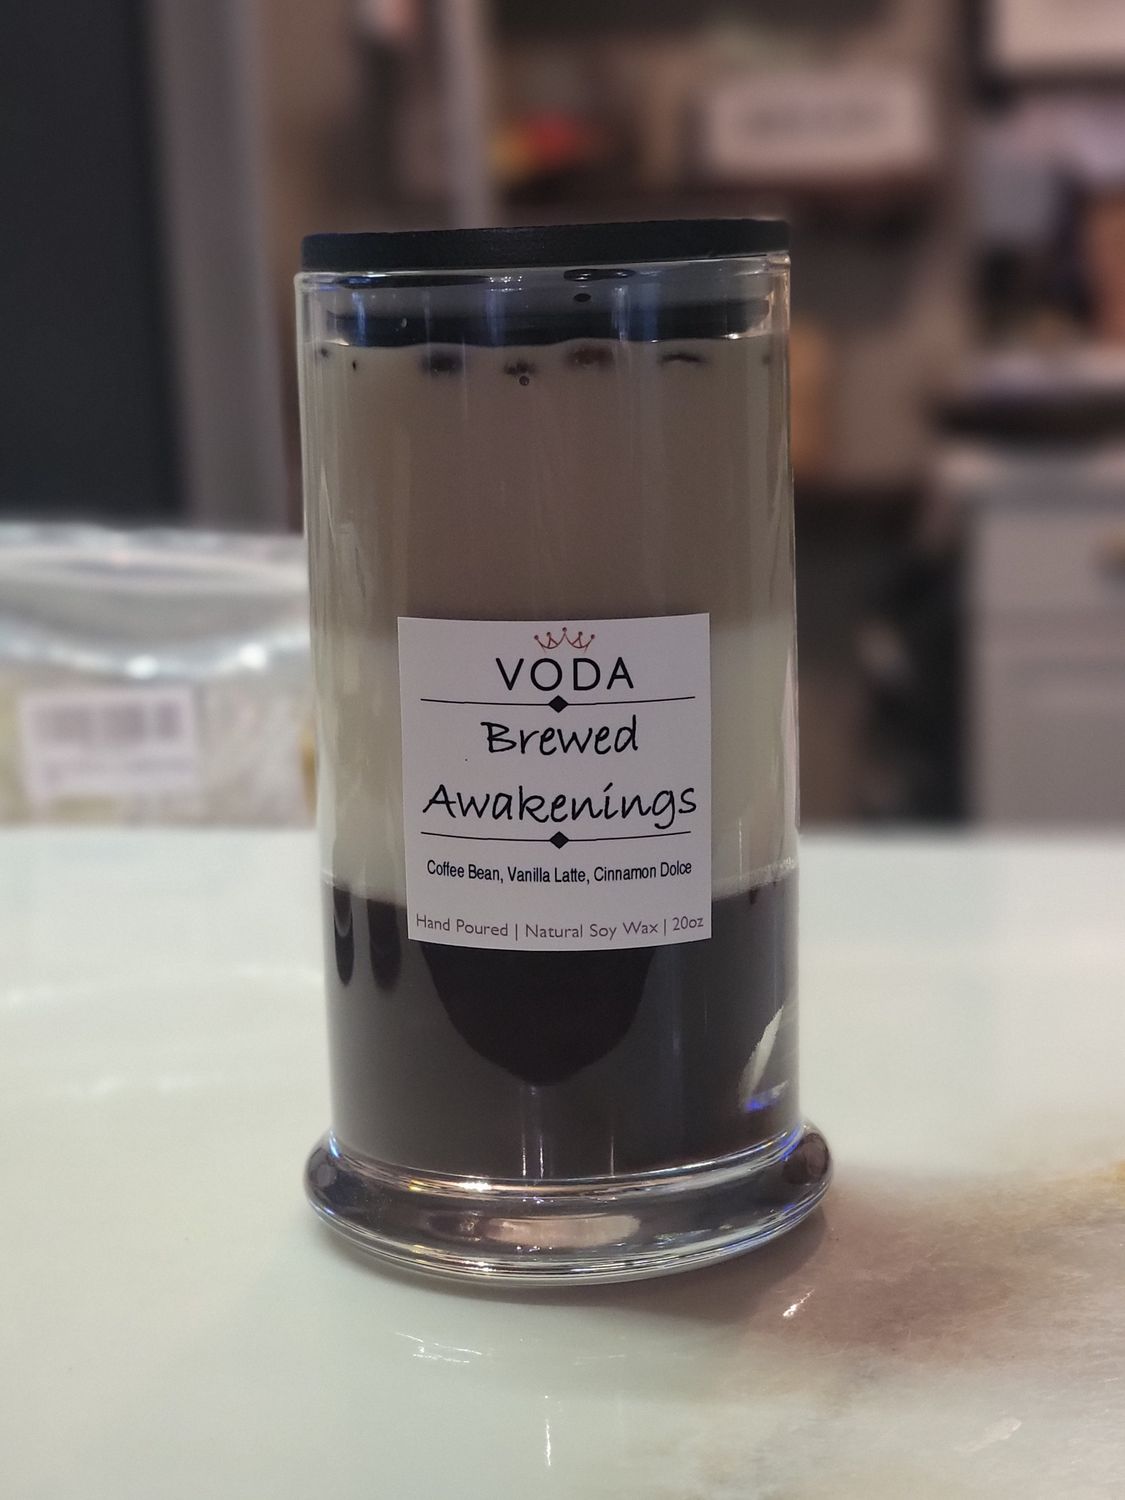 VODA
Brewed
Awakenings
Coffee Bean, Vanilla Latte, Cinnamon Dolce
Hand Poured | Natural Soy Wax | 20oz